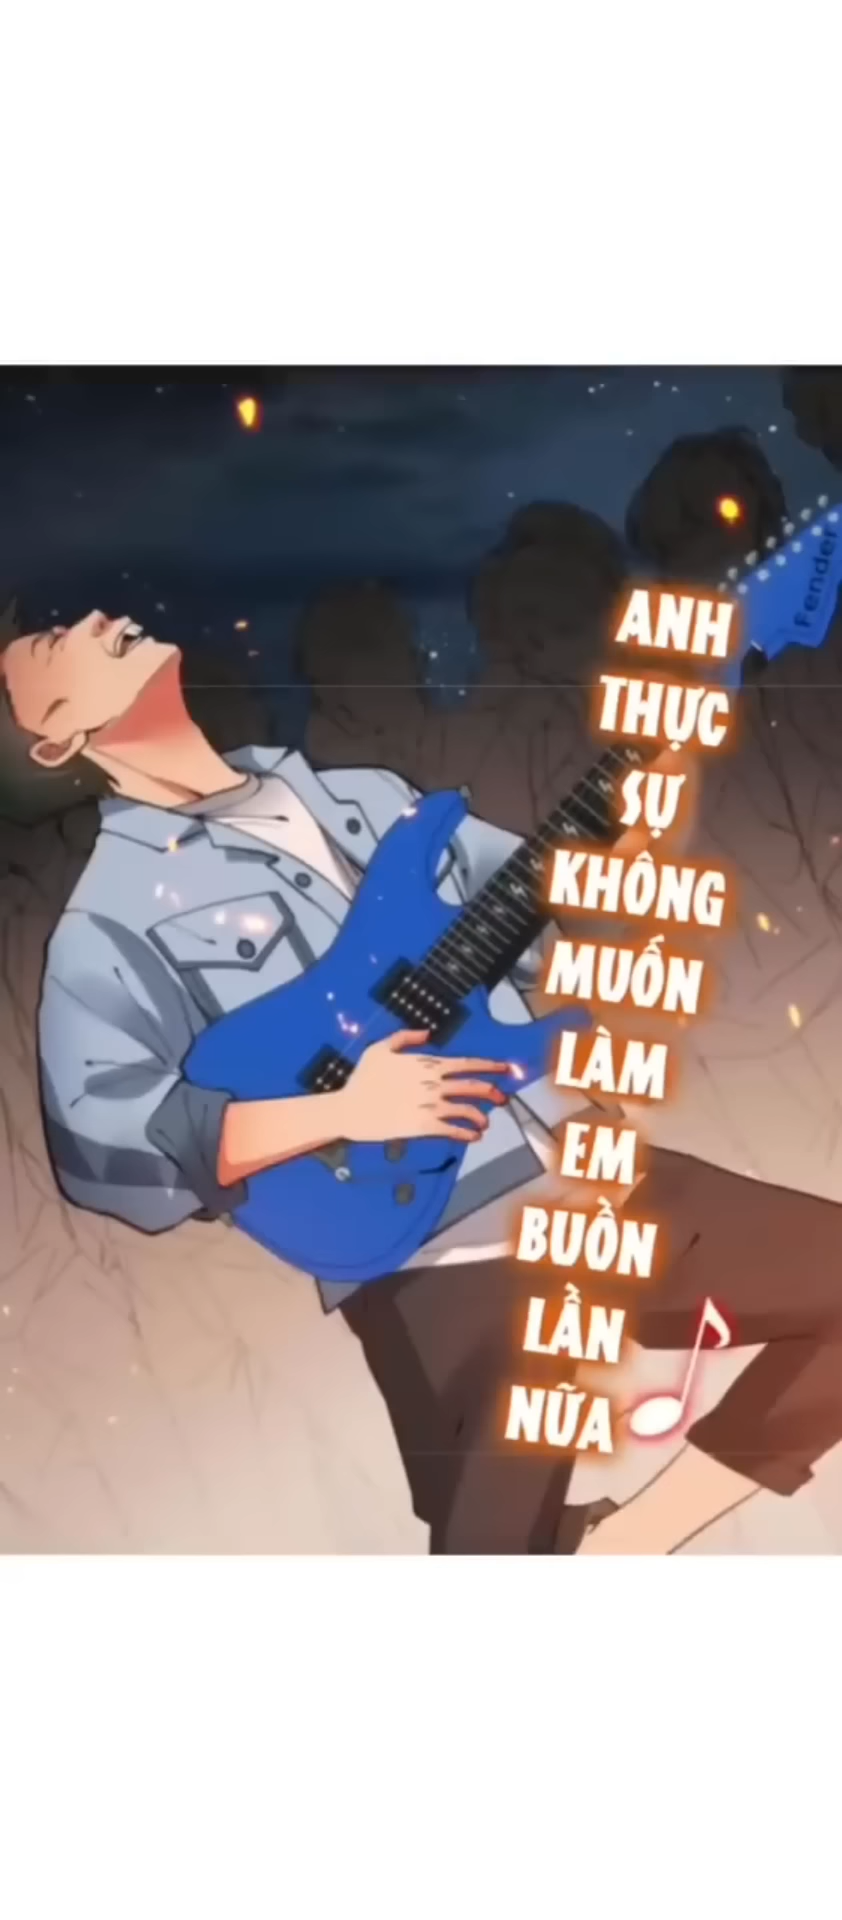 Fender
ANH
THỰC
SỰ
KHÔNG
MUỐN
LÀM
EM
BUỒN
LẦN
NỮA